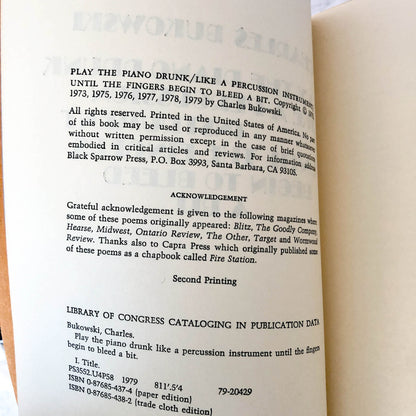 PLAY THE PIANO DRUNK/LIKE A PERCUSSION INSTRUMENT
UNTIL THE FINGERS BEGIN TO BLEED A BIT. Copyright © 1970,
1973, 1975, 1976, 1977, 1978, 1979 by Charles Bukowski.
All rights reserved. Printed in the United States of America. No part
of this book may be used or reproduced in any manner whatsoever
without written permission except in the case of brief quotations
embodied in critical articles and reviews. For information address
Black Sparrow Press, P.O. Box 3993, Santa Barbara, CA 93105.
ACKNOWLEDGEMENT
Grateful acknowledgement is given to the following magazines where
some of these poems originally appeared: Blitz, The Goodly Company,
Hearse, Midwest, Ontario Review, The Other, Target and Wormwood
Review. Thanks also to Capra Press which originally published some
of these poems as a chapbook called Fire Station.
Second Printing
LIBRARY OF CONGRESS CATALOGING IN PUBLICATION DATA
Bukowski, Charles.
Play the piano drunk like a percussion instrument until the fingers
begin to bleed a bit.
I. Title.
PS3552.U4P58 1979 811'.5'4 79-20429
ISBN 0-87685-437-4 (paper edition)
ISBN 0-87685-438-2 (trade cloth edition)